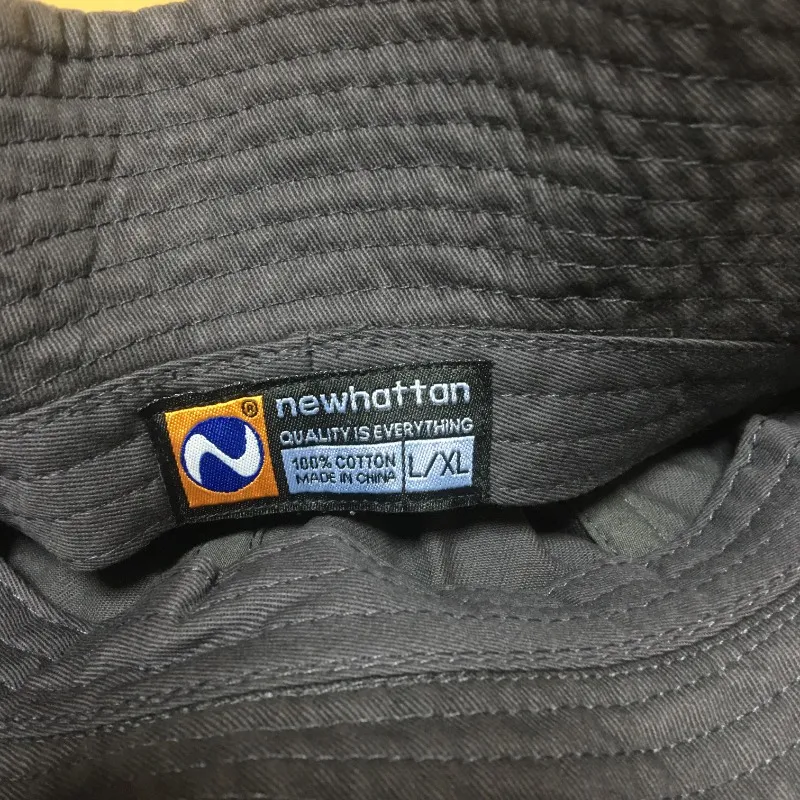 newhattan ®
QUALITY IS EVERYTHING
100% COTTON
MADE IN CHINA
L/XL